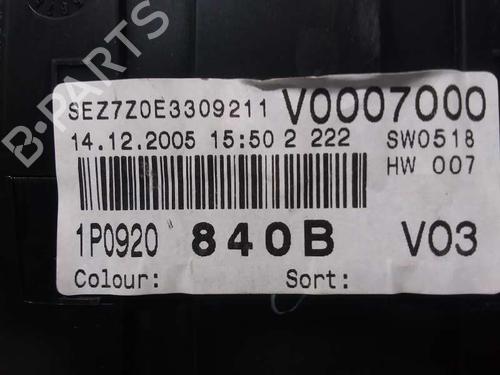 B-PARTS
SEZ7Z0E3309211 V0007000
14.12.2005 15:50 2 222 SW0518
HW 007
1P0920 840B V03
Colour: Sort: